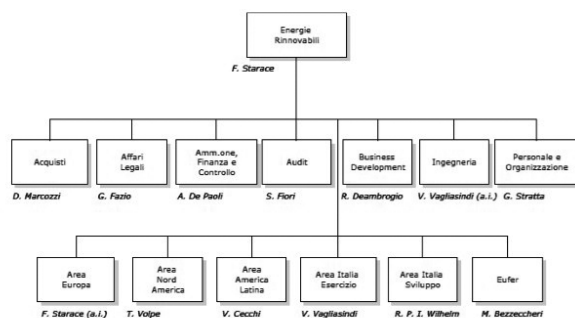 Energie
Rinnovabili
F. Starace
Acquisti
Affari
Legali
Amm.one,
Finanza e
Controllo
Audit
Business
Development
Ingegneria
Personale e
Organizzazione
D. Marcozzi
G. Fazio
A. De Paoli
S. Fiori
R. Deambrogio
V. Vagliasindi (a.i.)
G. Stratta
Area
Europa
Area
Nord
America
Area
America
Latina
Area Italia
Esercizio
Area Italia
Sviluppo
Eufer
F. Starace (a.i.)
T. Volpe
V. Cecchi
V. Vagliasindi
R. P. I. Wilhelm
M. Bezzeccheri